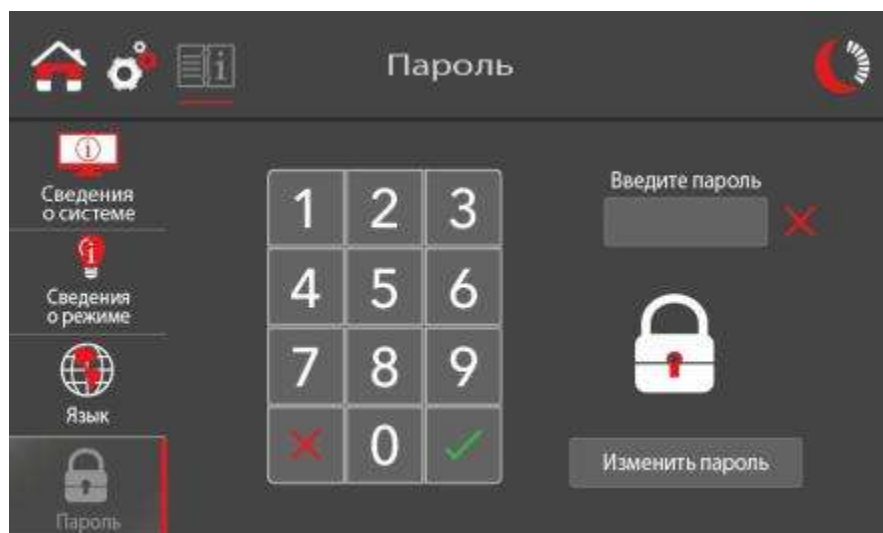 Пароль
Сведения
о системе
Сведения
о режиме
Язык
Пароль
1 2 3
4 5 6
7 8 9
0
Введите пароль
Изменить пароль